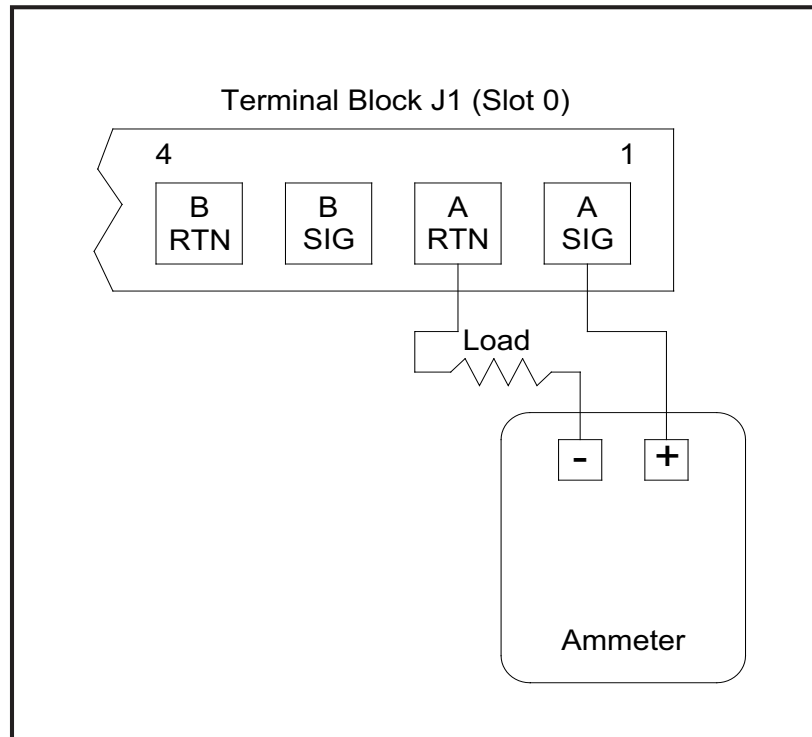 Terminal Block J1 (Slot 0)
4 1
B B A A
RTN SIG RTN SIG
Load
- +
Ammeter